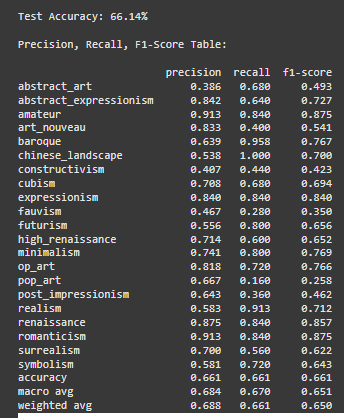 Test Accuracy: 66.14%
Precision, Recall, F1-Score Table:
precision recall f1-score
abstract_art 0.386 0.680 0.493
abstract_expressionism 0.842 0.640 0.727
amateur 0.913 0.840 0.875
art_nouveau 0.833 0.400 0.541
baroque 0.639 0.958 0.767
chinese_landscape 0.538 1.000 0.700
constructivism 0.407 0.440 0.423
cubism 0.708 0.680 0.694
expressionism 0.840 0.840 0.840
fauvism 0.467 0.280 0.350
futurism 0.556 0.800 0.656
high_renaissance 0.714 0.600 0.652
minimalism 0.741 0.800 0.769
op_art 0.818 0.720 0.766
pop_art 0.667 0.160 0.258
post_impressionism 0.643 0.360 0.462
realism 0.583 0.913 0.712
renaissance 0.875 0.840 0.857
romanticism 0.913 0.840 0.875
surrealism 0.700 0.560 0.622
symbolism 0.581 0.720 0.643
accuracy 0.661 0.661 0.661
macro avg 0.684 0.670 0.651
weighted avg 0.688 0.661 0.650